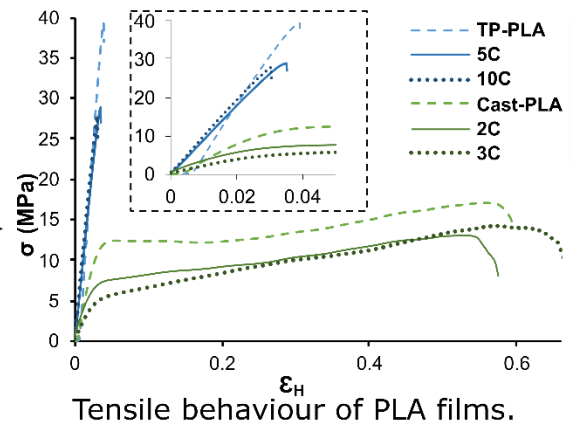 40
35
30
25
20
15
10
5
0
σ (MPa)
0
0.2
0.4
0.6
εH
40
30
20
10
0
0
0.02
0.04
TP-PLA
5C
10C
Cast-PLA
2C
3C
Tensile behaviour of PLA films.